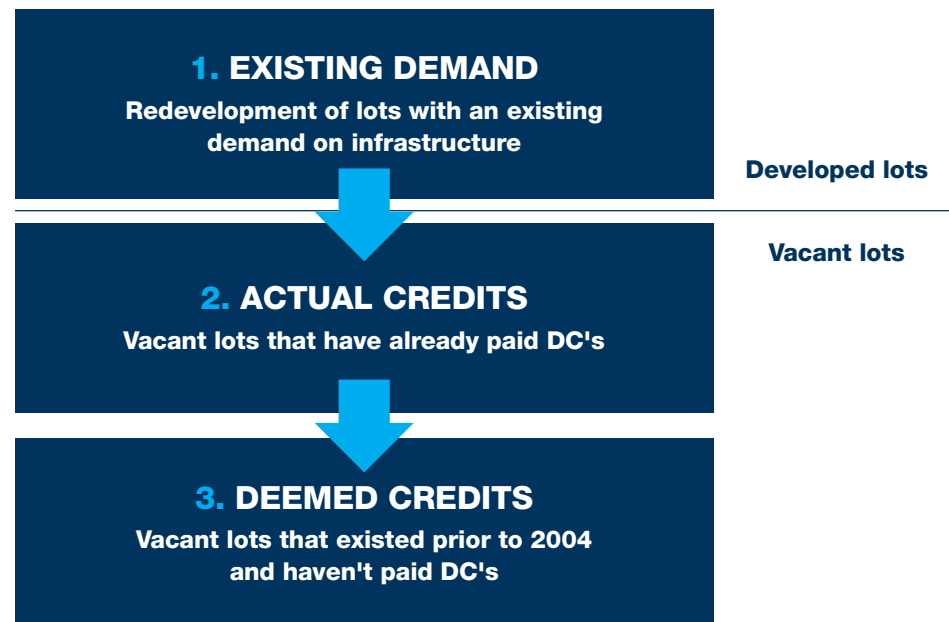 1. EXISTING DEMAND
Redevelopment of lots with an existing
demand on infrastructure
Developed lots
Vacant lots
2. ACTUAL CREDITS
Vacant lots that have already paid DC's
3. DEEMED CREDITS
Vacant lots that existed prior to 2004
and haven't paid DC's